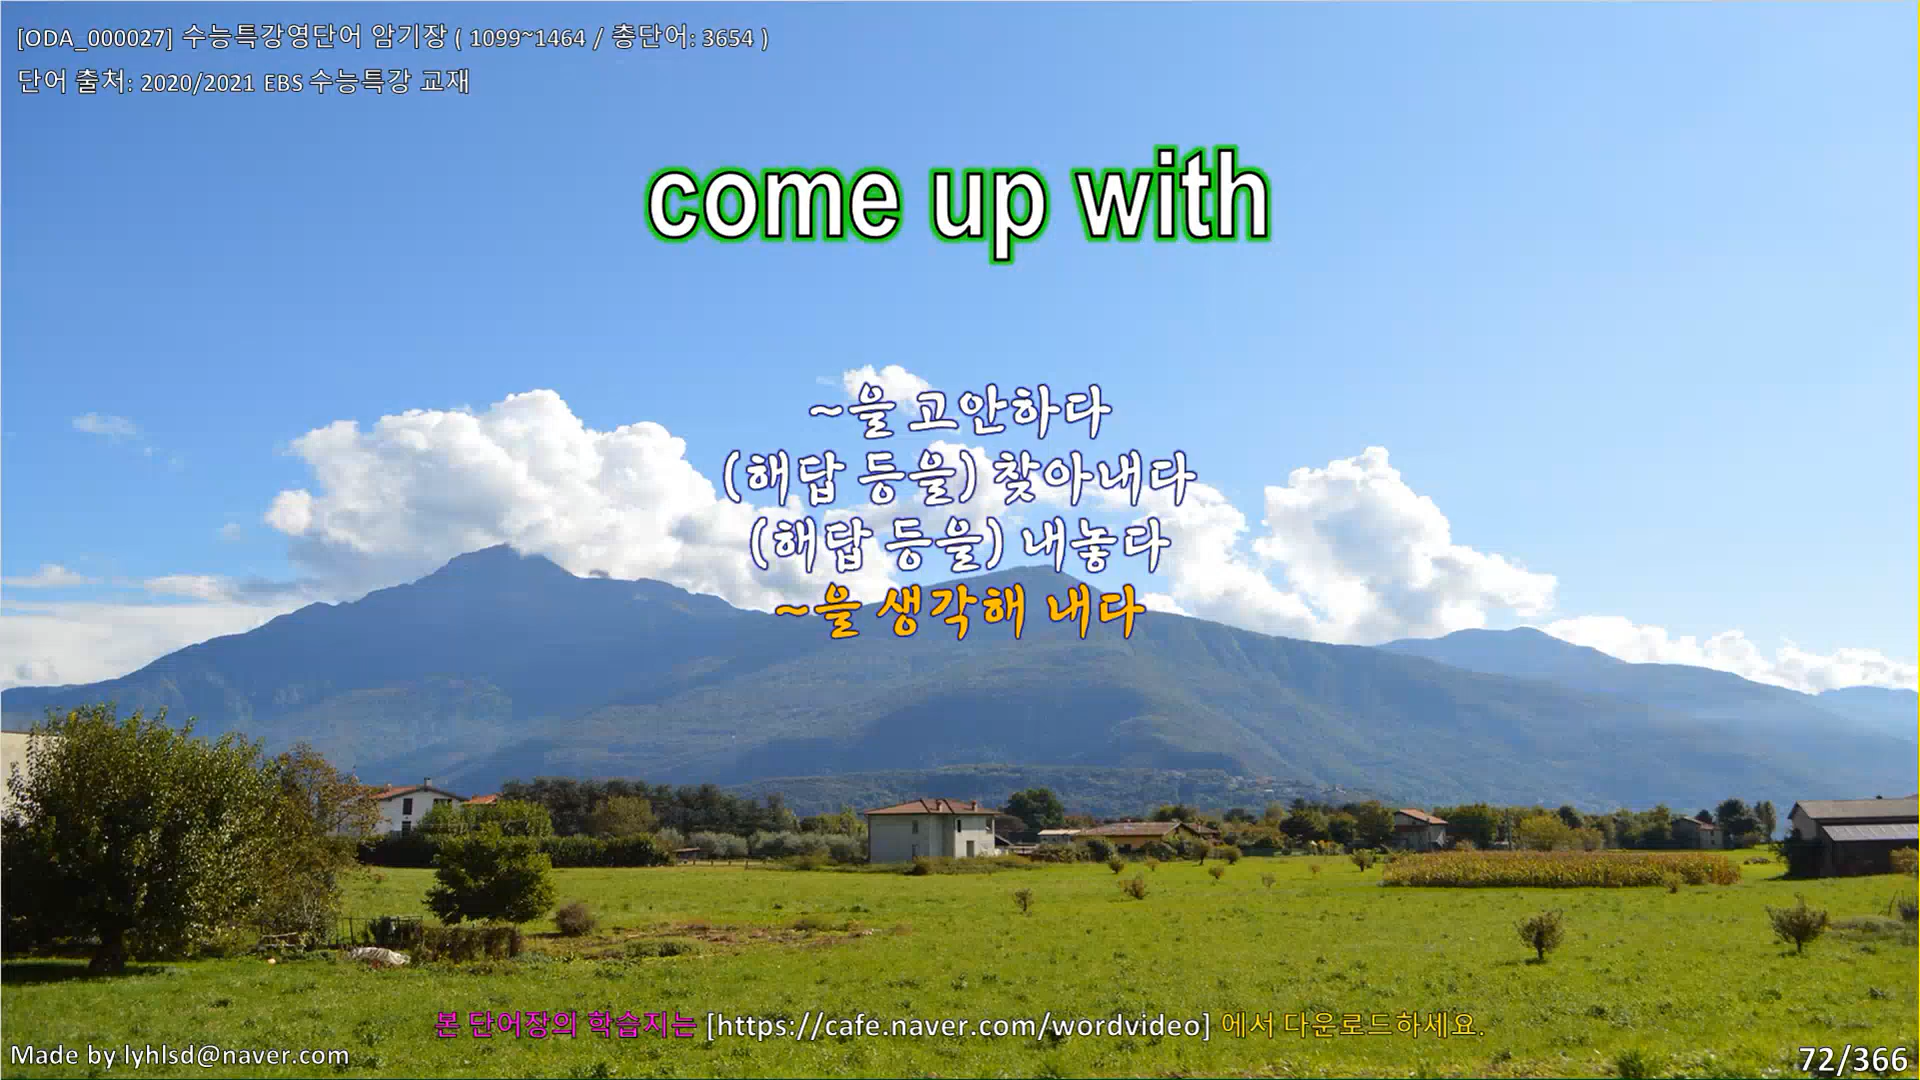 [ODA_000027] 수능특강영단어 암기장 ( 1099~1464 / 총단어: 3654 )
단어 출처: 2020/2021 EBS 수능특강 교재
come up with
~을 고안하다
(해답 등을) 찾아내다
(해답 등을) 내놓다
~을 생각해 내다
본 단어장의 학습지는 [https://cafe.naver.com/wordvideo] 에서 다운로드하세요.
Made by lyhlsd@naver.com
72/366